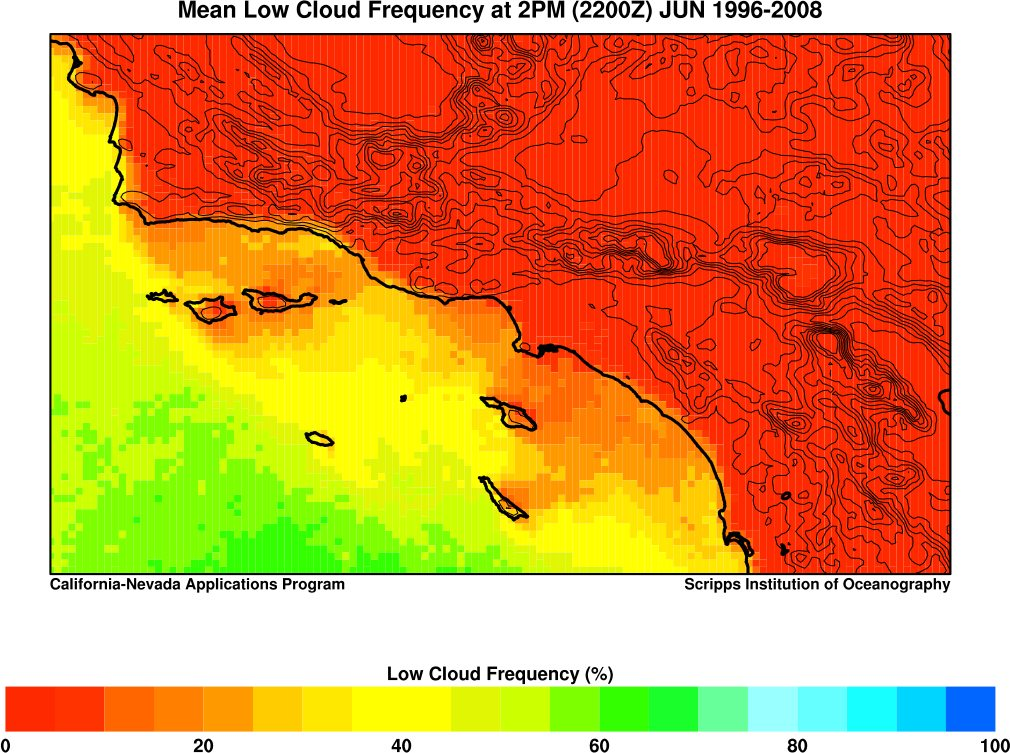 Mean Low Cloud Frequency at 2PM (2200Z) JUN 1996-2008
California-Nevada Applications Program
Scripps Institution of Oceanography
Low Cloud Frequency (%)
0 20 40 60 80 100